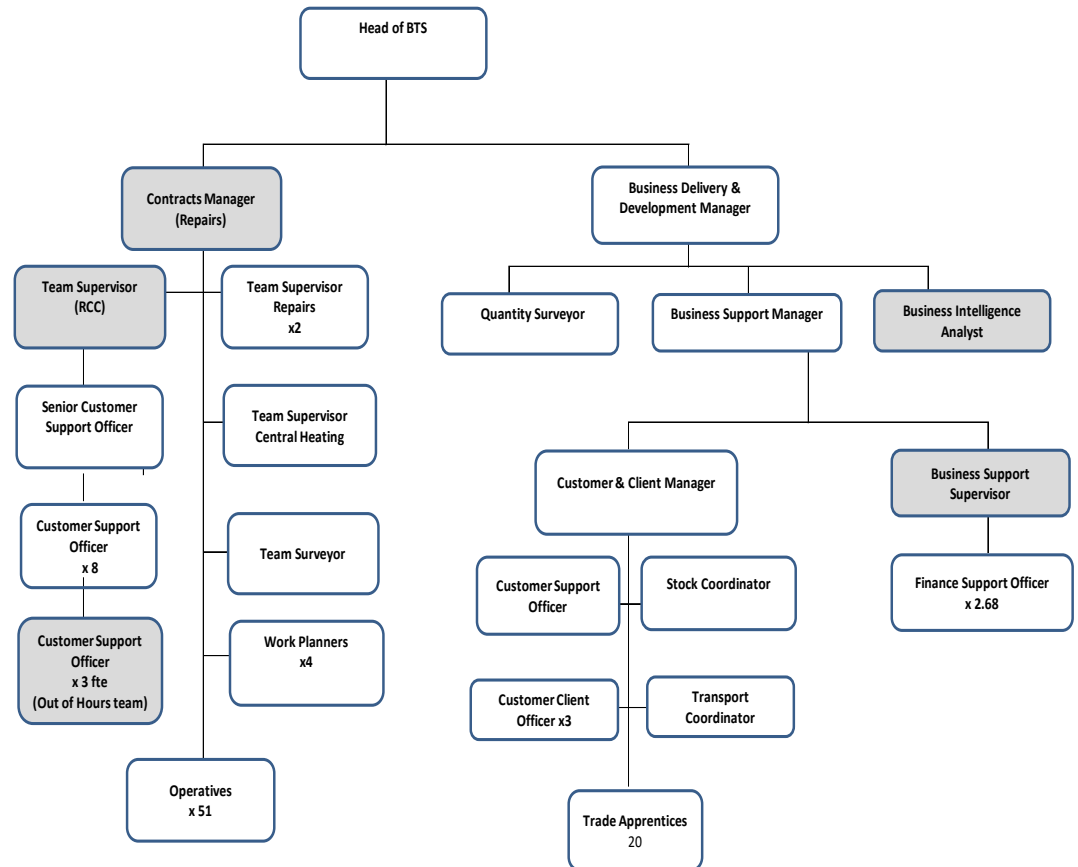 Head of BTS
Contracts Manager
(Repairs)
Business Delivery &
Development Manager
Team Supervisor
(RCC)
Team Supervisor
Repairs
x2
Quantity Surveyor
Business Support Manager
Business Intelligence
Analyst
Senior Customer
Support Officer
Team Supervisor
Central Heating
Customer & Client Manager
Business Support
Supervisor
Customer Support
Officer
x 8
Team Surveyor
Customer Support
Officer
Stock Coordinator
Finance Support Officer
x 2.68
Customer Support
Officer
x 3 fte
(Out of Hours team)
Work Planners
x4
Customer Client
Officer x3
Transport
Coordinator
Operatives
x 51
Trade Apprentices
20